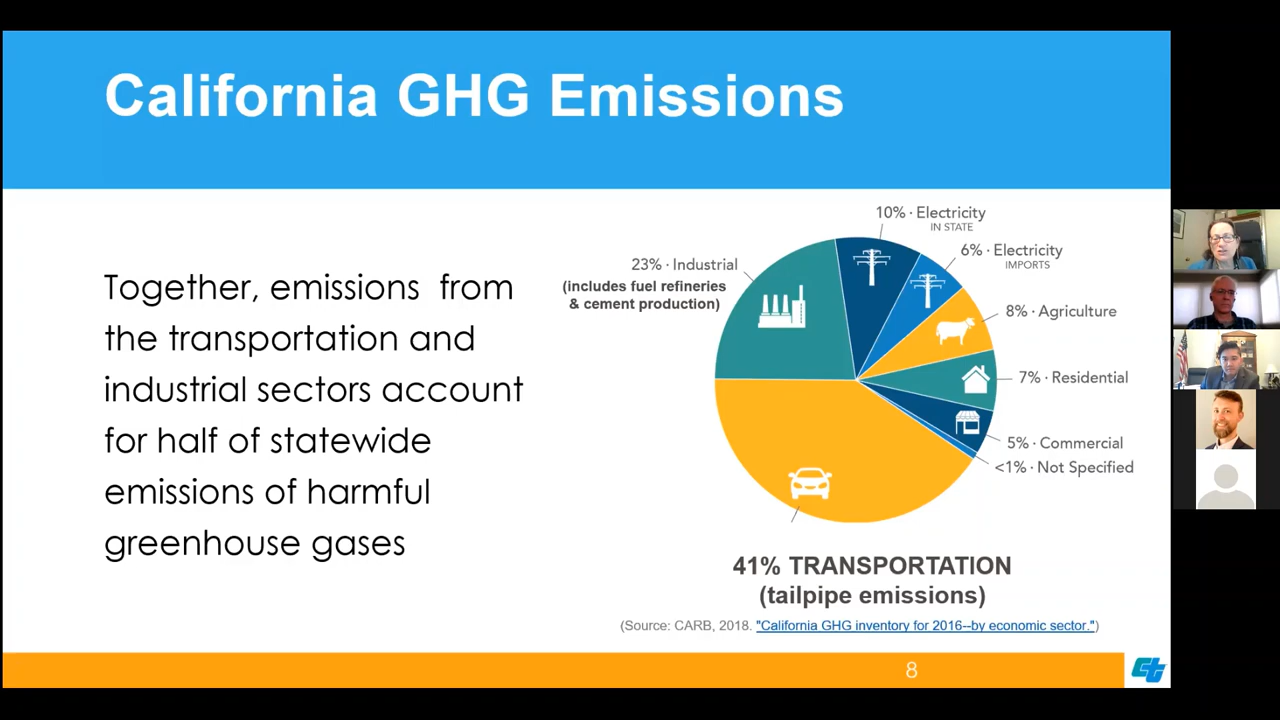 California GHG Emissions
Together, emissions from
the transportation and
industrial sectors account
for half of statewide
emissions of harmful
greenhouse gases
10% · Electricity
IN STATE
6% · Electricity
IMPORTS
23% · Industrial
(includes fuel refineries
& cement production)
8% · Agriculture
7% · Residential
5% · Commercial
<1% · Not Specified
41% TRANSPORTATION
(tailpipe emissions)
(Source: CARB, 2018. "California GHG inventory for 2016--by economic sector.")
8